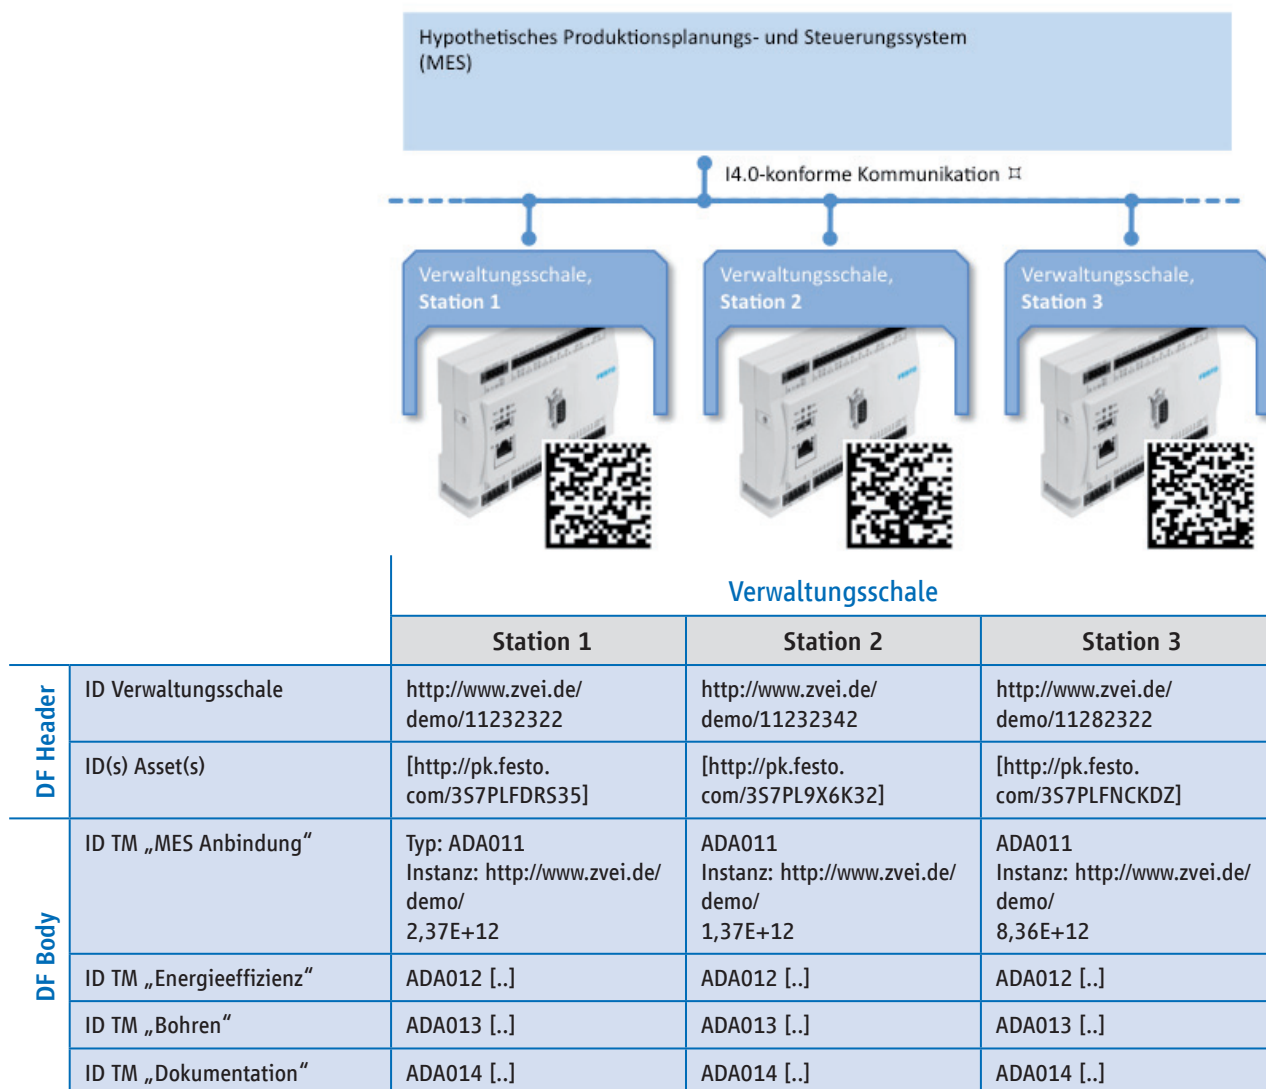 Hypothetisches Produktionsplanungs- und Steuerungssystem
(MES)
I4.0-konforme Kommunikation ⌑
Verwaltungsschale,
Station 1
Verwaltungsschale,
Station 2
Verwaltungsschale,
Station 3
FESTO
FESTO
FESTO
Verwaltungsschale
Station 1
Station 2
Station 3
DF Header
ID Verwaltungsschale
http://www.zvei.de/
demo/11232322
http://www.zvei.de/
demo/11232342
http://www.zvei.de/
demo/11282322
ID(s) Asset(s)
[http://pk.festo.
com/3S7PLFDRS35]
[http://pk.festo.
com/3S7PL9X6K32]
[http://pk.festo.
com/3S7PLFNCKDZ]
DF Body
ID TM „MES Anbindung“
Typ: ADA011
Instanz: http://www.zvei.de/
demo/
2,37E+12
ADA011
Instanz: http://www.zvei.de/
demo/
1,37E+12
ADA011
Instanz: http://www.zvei.de/
demo/
8,36E+12
ID TM „Energieeffizienz“
ADA012 [..]
ADA012 [..]
ADA012 [..]
ID TM „Bohren“
ADA013 [..]
ADA013 [..]
ADA013 [..]
ID TM „Dokumentation“
ADA014 [..]
ADA014 [..]
ADA014 [..]